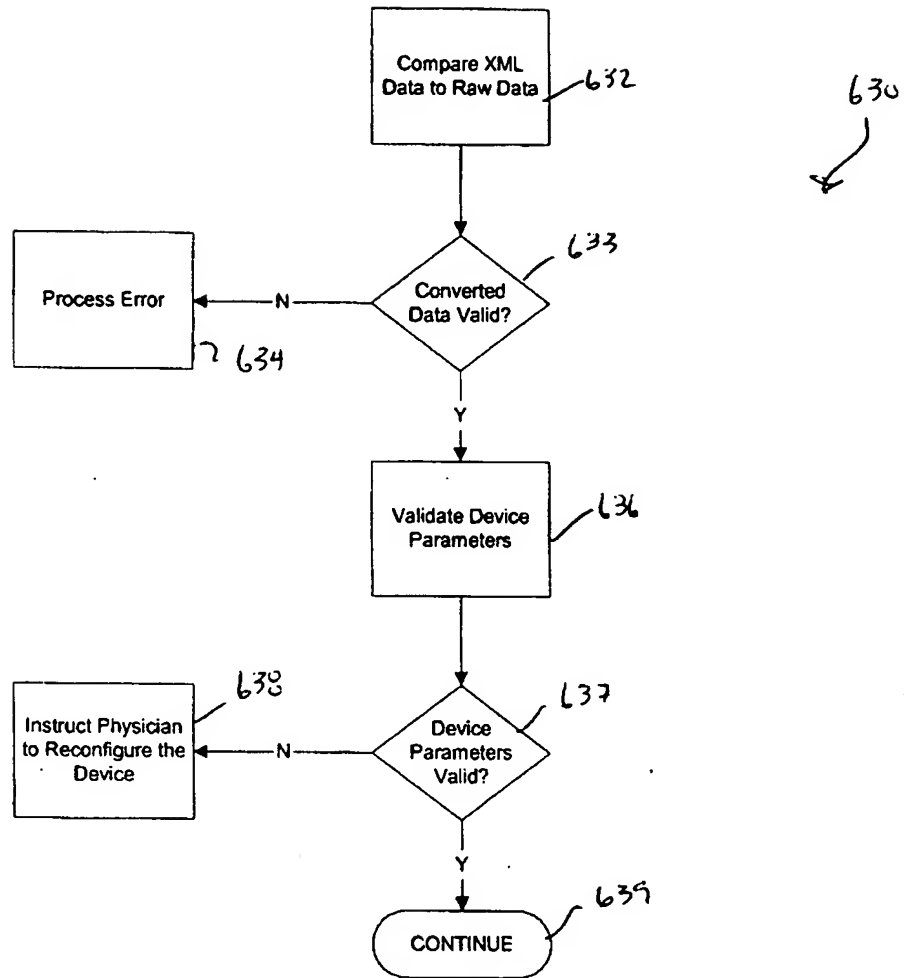 Compare XML
Data to Raw Data
632
630
633
Converted
Data Valid?
N
Process Error
634
Y
Validate Device
Parameters
636
638
Instruct Physician
to Reconfigure the
Device
N
637
Device
Parameters
Valid?
Y
639
CONTINUE